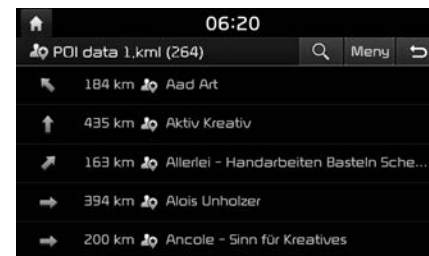 06:20
POI data 1.kml (264) Meny
184 km Aad Art
435 km Aktiv Kreativ
163 km Allerlei - Handarbeiten Basteln Sche...
394 km Alois Unholzer
200 km Ancole - Sinn für Kreatives